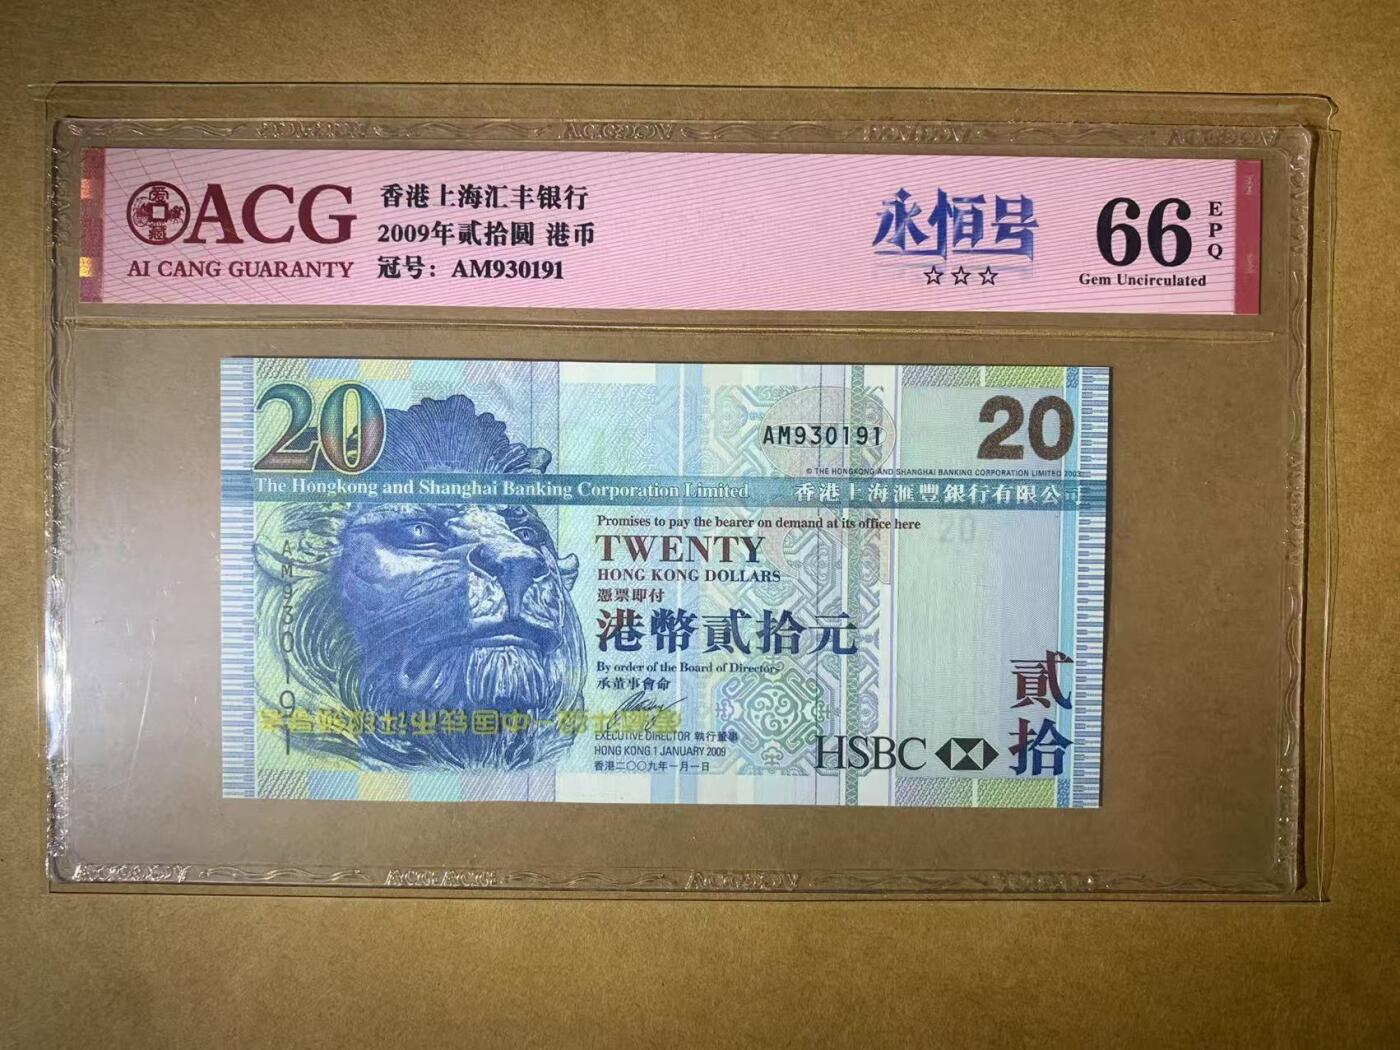 ACG
AI CANG GUARANTY
香港上海汇丰银行
2009年贰拾圆 港币
冠号：AM930191
永恒号
☆☆☆
66
EPQ
Gem Uncirculated
20
AM930191
20
© THE HONGKONG AND SHANGHAI BANKING CORPORATION LIMITED 2003
The Hongkong and Shanghai Banking Corporation Limited 香港上海滙豐銀行有限公司
Promises to pay the bearer on demand at its office here
TWENTY
HONG KONG DOLLARS
憑票即付
港幣貳拾元
By order of the Board of Directors
承董事會命
EXECUTIVE DIRECTOR 執行董事
HONG KONG 1 JANUARY 2009
香港二〇〇九年一月一日
AM930191
HSBC
貳拾
20